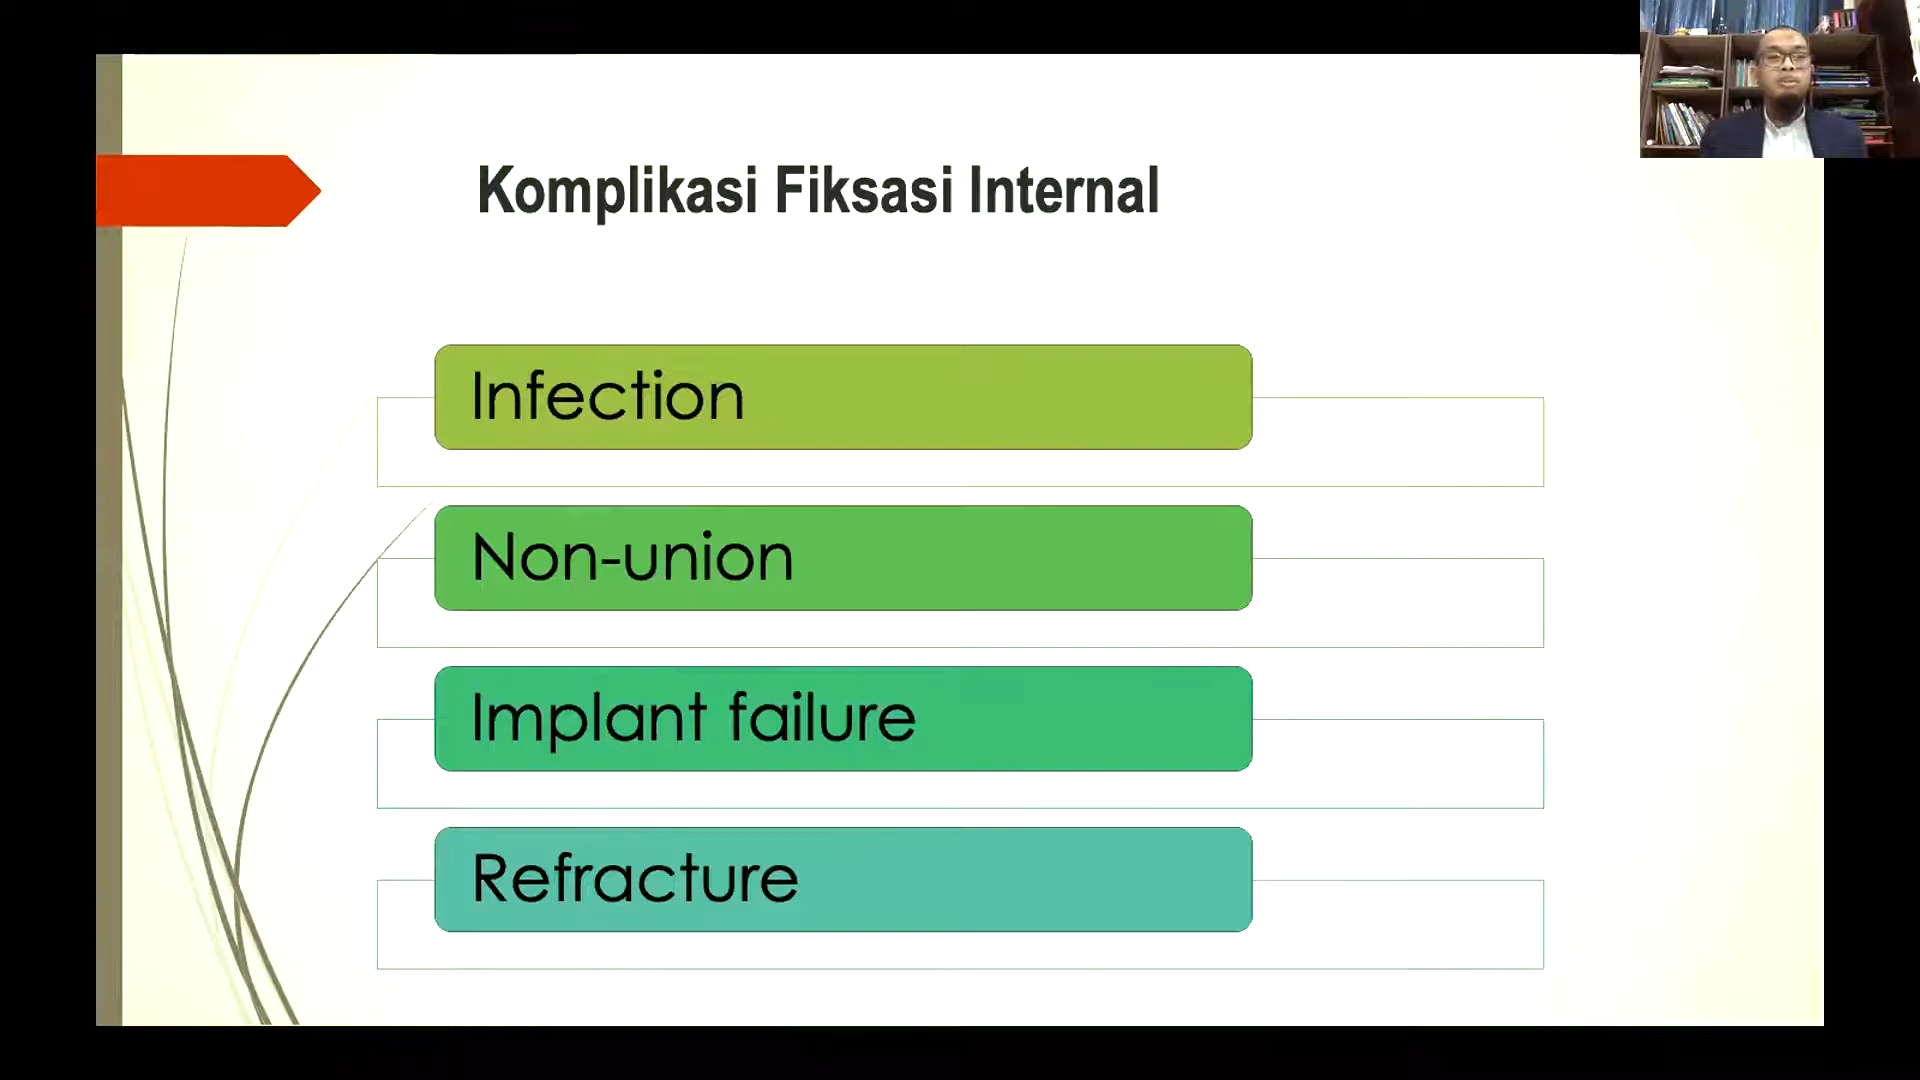 Komplikasi Fiksasi Internal
Infection
Non-union
Implant failure
Refracture